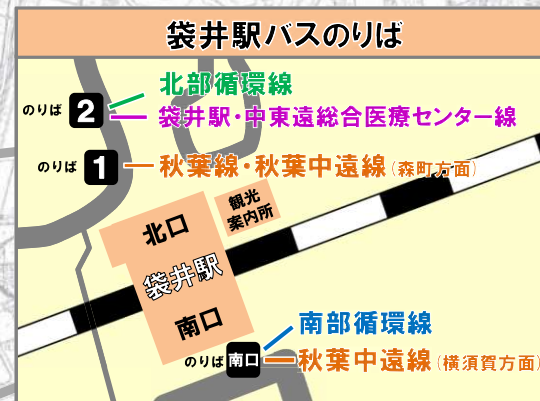 袋井駅バスのりば
北部循環線
のりば 2
袋井駅・中東遠総合医療センター線
のりば 1 秋葉線・秋葉中遠線(森町方面)
観光
案内所
北口
袋井駅
南口
南部循環線
のりば 南口 秋葉中遠線(横須賀方面)